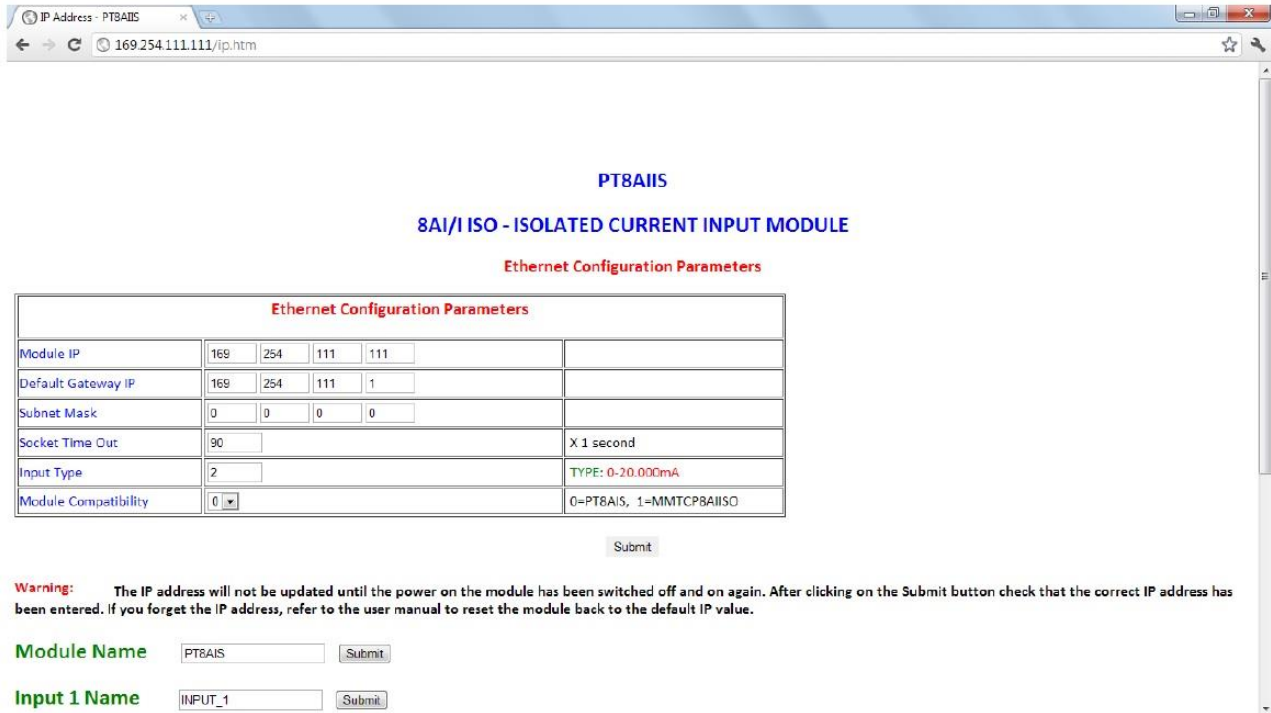 IP Address - PT8AIIS
169.254.111.111/ip.htm
PT8AIIS
8AI/I ISO - ISOLATED CURRENT INPUT MODULE
Ethernet Configuration Parameters
Ethernet Configuration Parameters
Module IP 169 254 111 111
Default Gateway IP 169 254 111 1
Subnet Mask 0 0 0 0
Socket Time Out 90 X 1 second
Input Type 2 TYPE: 0-20.000mA
Module Compatibility 0 0=PT8AIS, 1=MMTCP8AIISO
Submit
Warning: The IP address will not be updated until the power on the module has been switched off and on again. After clicking on the Submit button check that the correct IP address has
been entered. If you forget the IP address, refer to the user manual to reset the module back to the default IP value.
Module Name PT8AIS Submit
Input 1 Name INPUT_1 Submit